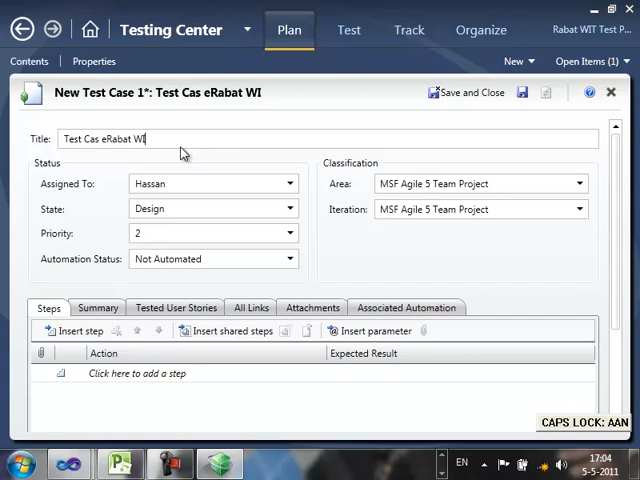 Testing Center Plan Test Track Organize Rabat WIT Test P...
Contents Properties New Open Items (1)
New Test Case 1*: Test Cas eRabat WI Save and Close
Title: Test Cas eRabat WI
Status Classification
Assigned To: Hassan Area: MSF Agile 5 Team Project
State: Design Iteration: MSF Agile 5 Team Project
Priority: 2
Automation Status: Not Automated
Steps Summary Tested User Stories All Links Attachments Associated Automation
Insert step Insert shared steps Insert parameter
Action Expected Result
Click here to add a step
CAPS LOCK: AAN
EN 17:04
5-5-2011